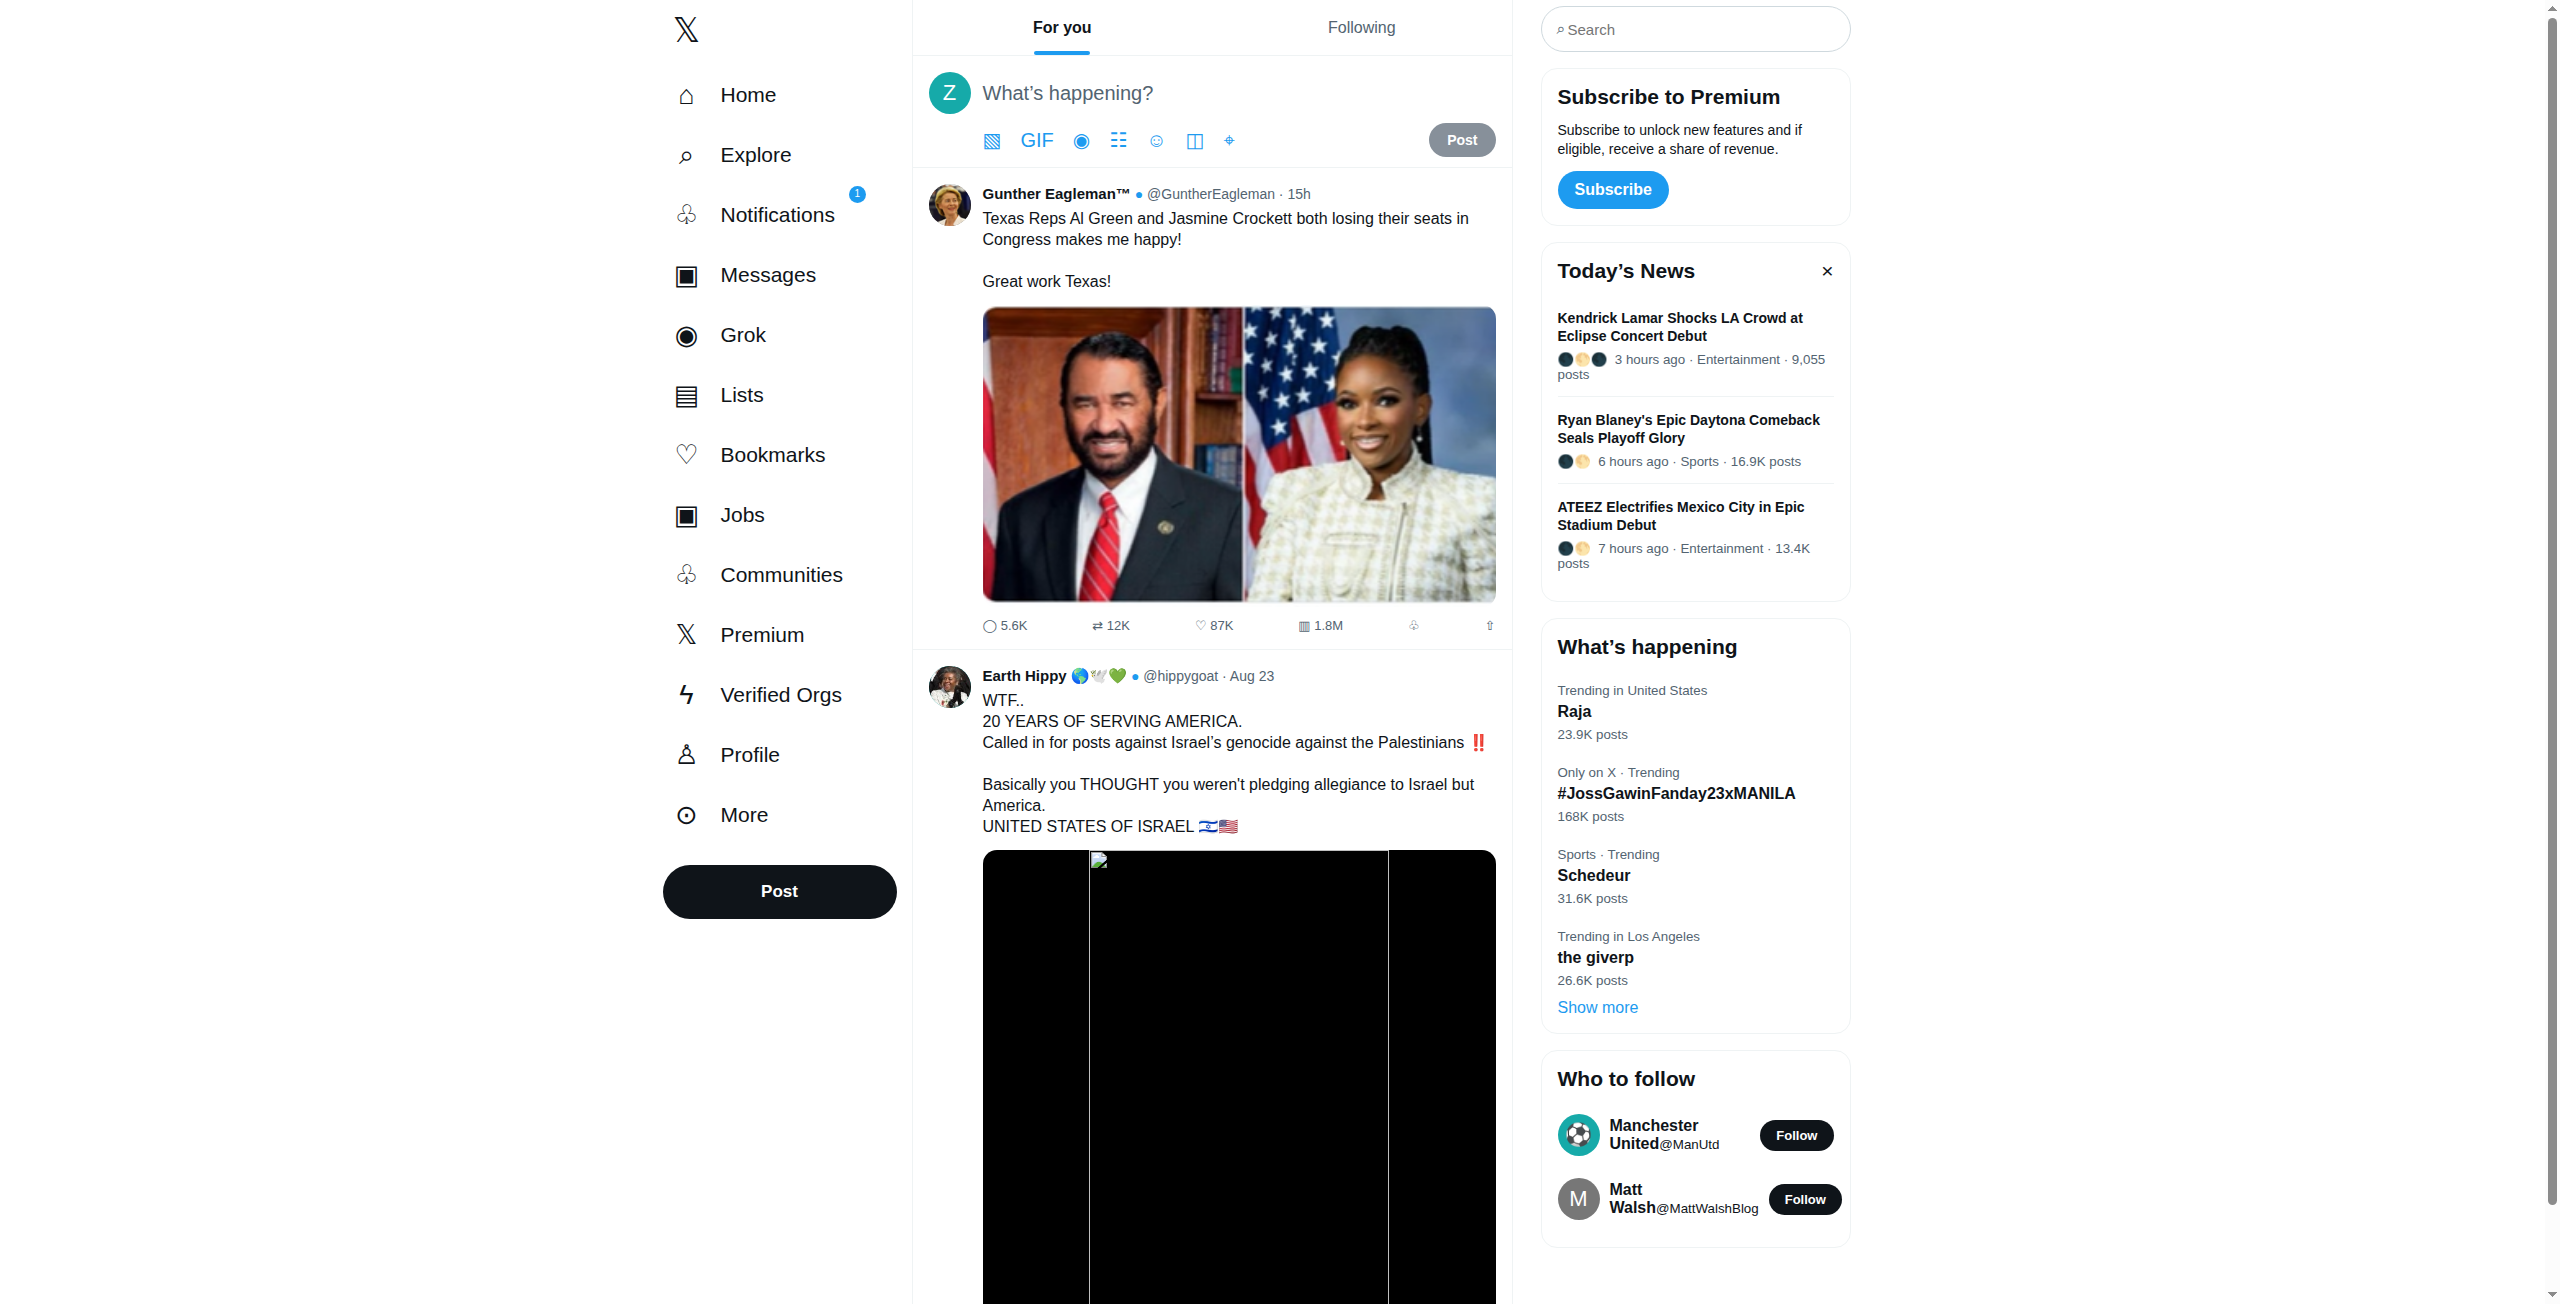 𝕏
Home
Explore
Notifications
1
Messages
Grok
Lists
Bookmarks
Jobs
Communities
𝕏 Premium
Verified Orgs
Profile
More
Post
For you
Following
Z
What’s happening?
GIF
Post
Gunther Eagleman™ @GuntherEagleman · 15h
Texas Reps Al Green and Jasmine Crockett both losing their seats in
Congress makes me happy!
Great work Texas!
5.6K
12K
87K
1.8M
Earth Hippy 🌎🕊️💚 @hippygoat · Aug 23
WTF..
20 YEARS OF SERVING AMERICA.
Called in for posts against Israel’s genocide against the Palestinians ‼️
Basically you THOUGHT you weren't pledging allegiance to Israel but
America.
UNITED STATES OF ISRAEL 🇮🇱🇺🇸
Search
Subscribe to Premium
Subscribe to unlock new features and if
eligible, receive a share of revenue.
Subscribe
Today’s News
Kendrick Lamar Shocks LA Crowd at
Eclipse Concert Debut
3 hours ago · Entertainment · 9,055
posts
Ryan Blaney's Epic Daytona Comeback
Seals Playoff Glory
6 hours ago · Sports · 16.9K posts
ATEEZ Electrifies Mexico City in Epic
Stadium Debut
7 hours ago · Entertainment · 13.4K
posts
What’s happening
Trending in United States
Raja
23.9K posts
Only on X · Trending
#JossGawinFanday23xMANILA
168K posts
Sports · Trending
Schedeur
31.6K posts
Trending in Los Angeles
the giverp
26.6K posts
Show more
Who to follow
Manchester
United@ManUtd
Follow
M
Matt
Walsh@MattWalshBlog
Follow